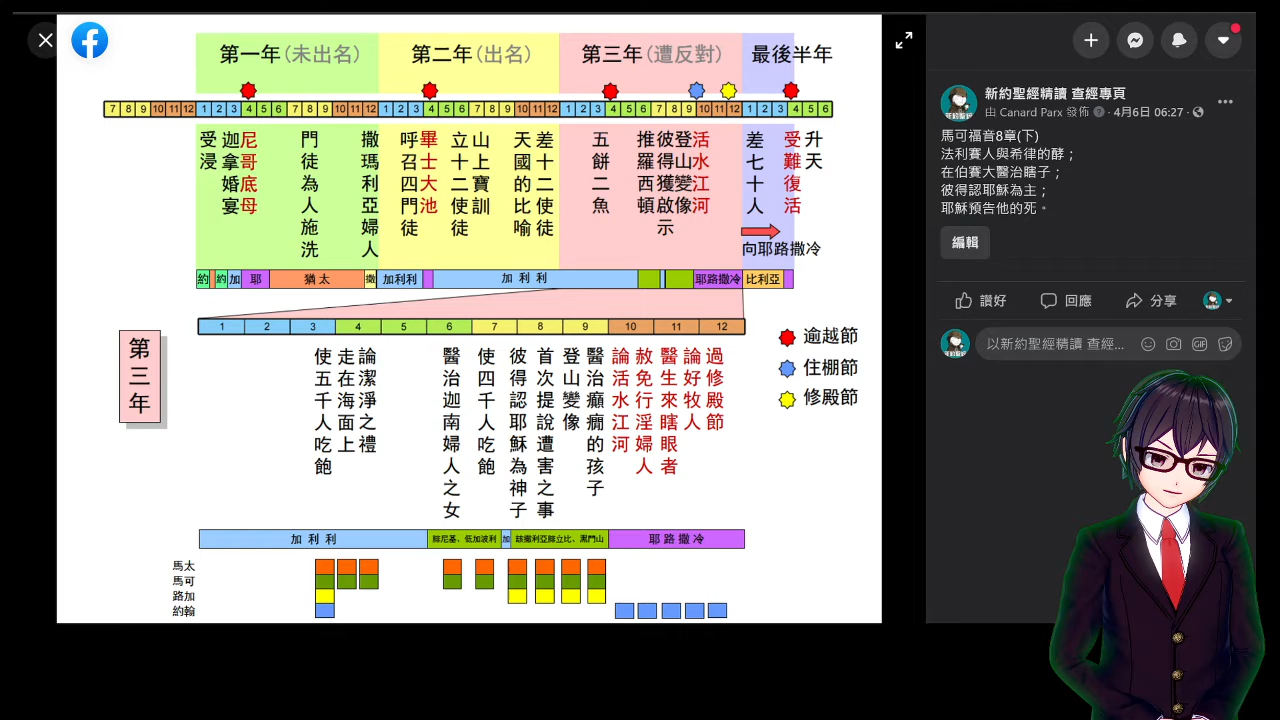 第一年(未出名)
第二年(出名)
第三年(遭反對)
最後半年
7 8 9 10 11 12 1 2 3 4 5 6 7 8 9 10 11 12 1 2 3 4 5 6 7 8 9 10 11 12 1 2 3 4 5 6 7 8 9 10 11 12 1 2 3 4 5 6
受浸
迦拿婚宴
尼哥底母
門徒為人施洗
撒瑪利亞婦人
呼召四門徒
畢士大池
立十二使徒
山上寶訓
天國的比喻
差十二使徒
五餅二魚
推羅西頓
彼得獲啟示
登山變像
活水江河
差七十人
受難復活
升天
向耶路撒冷
約 約 加 耶 猶太 撒 加利利 加利利 耶路撒冷 比利亞
1 2 3 4 5 6 7 8 9 10 11 12
第三年
使五千人吃飽
走在海面上
論潔淨之禮
醫治迦南婦人之女
使四千人吃飽
彼得認耶穌為神子
首次提說遭害之事
登山變像
醫治癲癇的孩子
論活水江河
赦免行淫婦人
醫生來瞎眼者
論好牧人
過修殿節
逾越節
住棚節
修殿節
加利利 腓尼基、低加波利 加 該撒利亞腓立比、黑門山 耶路撒冷
馬太
馬可
路加
約翰
新約聖經精讀 查經專頁
由 Canard Parx 發佈 · 4月6日 06:27 ·
馬可福音8章(下)
法利賽人與希律的酵；
在伯賽大醫治瞎子；
彼得認耶穌為主；
耶穌預告他的死。
編輯
讚好 回應 分享
以新約聖經精讀 查經...
GIF